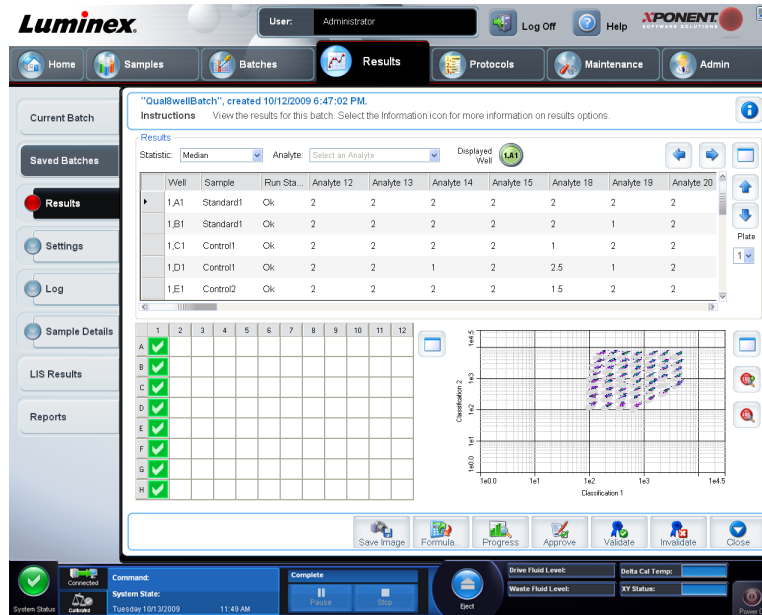 Luminex.
User: Administrator
Log Off
Help
XPONENT.
SOFTWARE SOLUTIONS
Home
Samples
Batches
Results
Protocols
Maintenance
Admin
Current Batch
Saved Batches
Results
Settings
Log
Sample Details
LIS Results
Reports
"Qual8wellBatch", created 10/12/2009 6:47:02 PM.
Instructions View the results for this batch. Select the Information icon for more information on results options.
Results
Statistic: Median Analyte: Select an Analyte Displayed Well 1,A1
Well Sample Run Sta... Analyte 12 Analyte 13 Analyte 14 Analyte 15 Analyte 18 Analyte 19 Analyte 20
1,A1 Standard1 Ok 2 2 2 2 2 2 2
1,B1 Standard1 Ok 2 2 2 2 2 1 2
1,C1 Control1 Ok 2 2 2 2 1 2 2
1,D1 Control1 Ok 2 2 1 2 2.5 1 2
1,E1 Control2 Ok 2 2 2 2 1.5 2 2
Plate
1
1 2 3 4 5 6 7 8 9 10 11 12
A
B
C
D
E
F
G
H
Classification 2
1e4.5
1e3
1e2
1e1
1e0.0
1e0.0 1e1 1e2 1e3 1e4.5
Classification 1
Save Image
Formula...
Progress
Approve
Validate
Invalidate
Close
System Status
Connected
Calibrated
Command:
System State:
Tuesday 10/13/2009 11:49 AM
Complete
Pause
Stop
Eject
Drive Fluid Level:
Waste Fluid Level:
Delta Cal Temp:
XY Status: